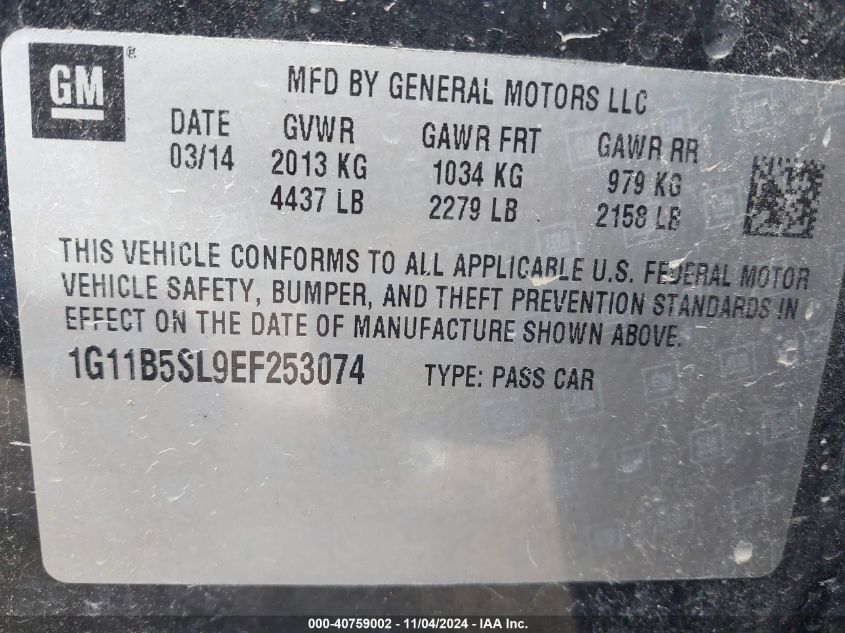 GM ®
MFD BY GENERAL MOTORS LLC
DATE GVWR GAWR FRT GAWR RR
03/14 2013 KG 1034 KG 979 KG
4437 LB 2279 LB 2158 LB
THIS VEHICLE CONFORMS TO ALL APPLICABLE U.S. FEDERAL MOTOR
VEHICLE SAFETY, BUMPER, AND THEFT PREVENTION STANDARDS IN
EFFECT ON THE DATE OF MANUFACTURE SHOWN ABOVE.
1G11B5SL9EF253074 TYPE: PASS CAR
000-40759002 - 11/04/2024 - IAA Inc.